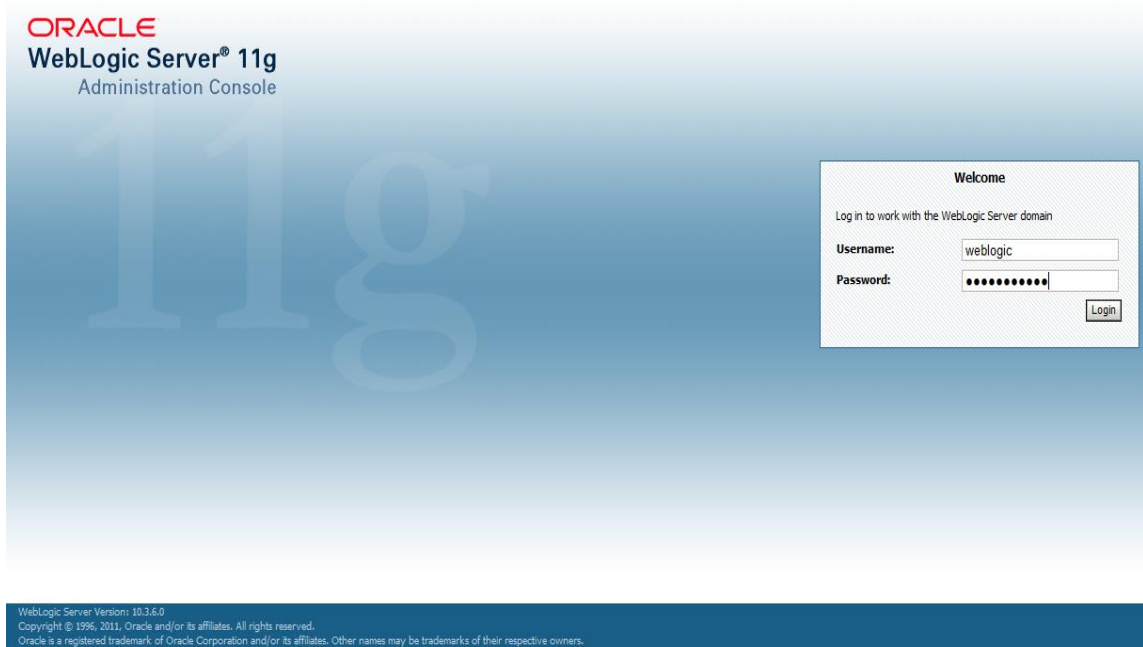 ORACLE
WebLogic Server® 11g
Administration Console
11g
Welcome
Log in to work with the WebLogic Server domain
Username: weblogic
Password: ●●●●●●●●●●●
Login
WebLogic Server Version: 10.3.6.0
Copyright © 1996, 2011, Oracle and/or its affiliates. All rights reserved.
Oracle is a registered trademark of Oracle Corporation and/or its affiliates. Other names may be trademarks of their respective owners.